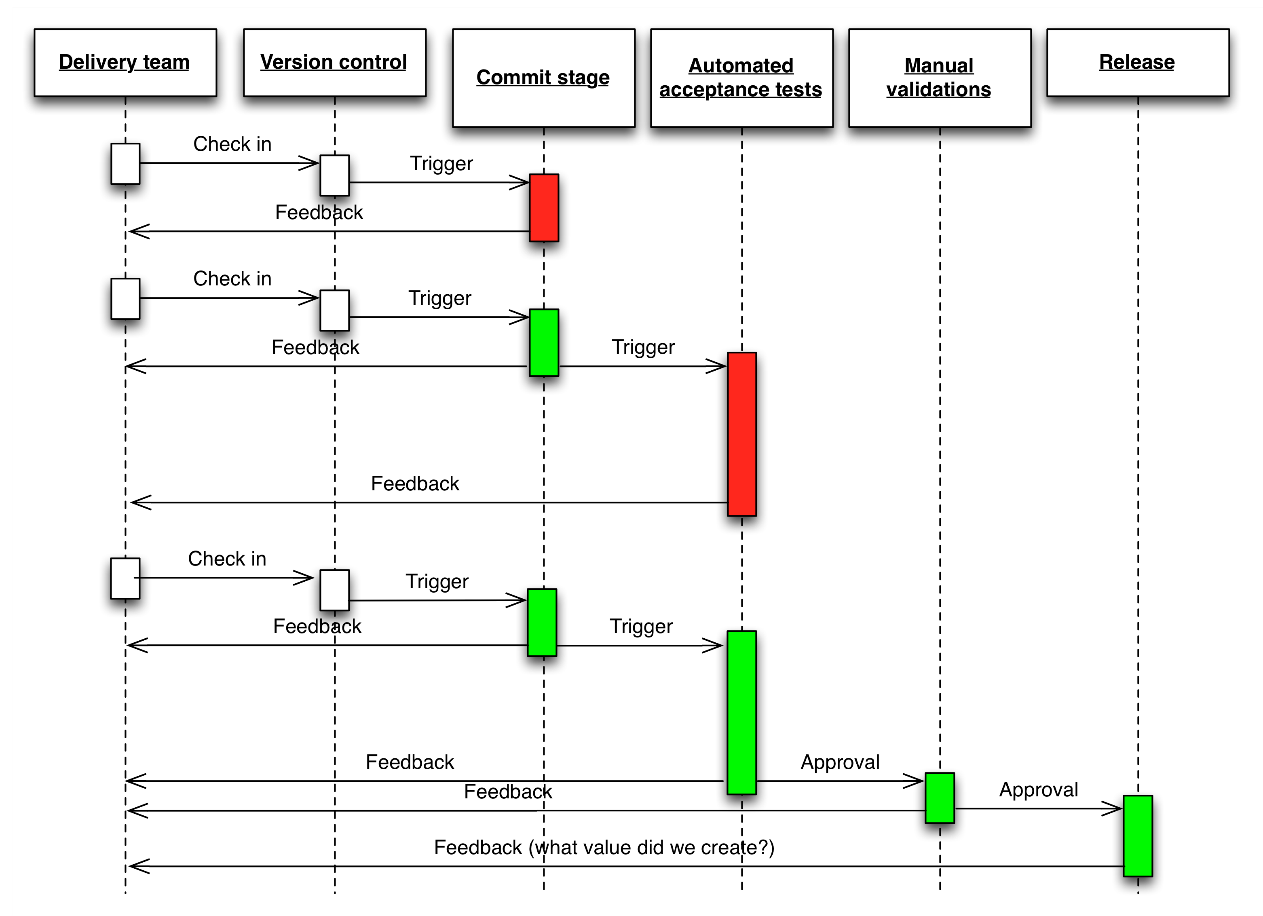 Delivery team
Version control
Commit stage
Automated
acceptance tests
Manual
validations
Release
Check in
Trigger
Feedback
Check in
Trigger
Feedback
Trigger
Feedback
Check in
Trigger
Feedback
Trigger
Feedback
Approval
Feedback
Approval
Feedback (what value did we create?)